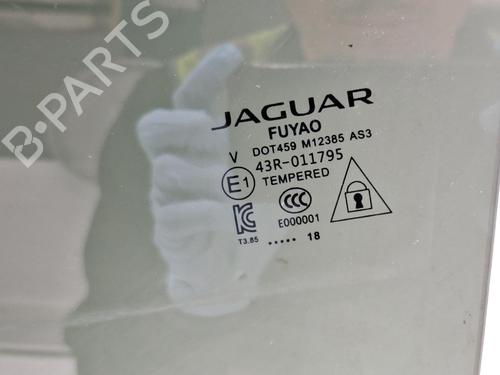 B-PARTS
JAGUAR
FUYAO
DOT459 M12385 AS3
V 43R-011795
E1 TEMPERED
KC CCC
E000001
T3.85
..... 18